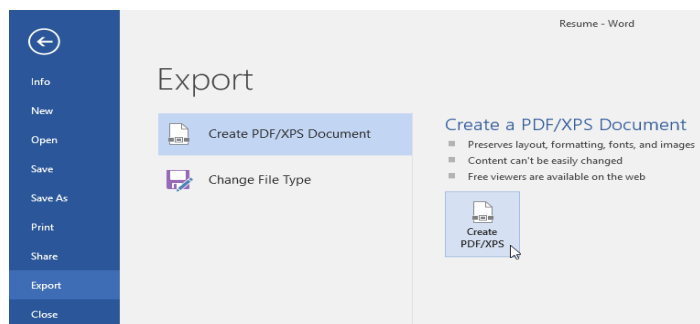 Resume - Word
Info
New
Open
Save
Save As
Print
Share
Export
Close
Export
Create PDF/XPS Document
Change File Type
Create a PDF/XPS Document
Preserves layout, formatting, fonts, and images
Content can't be easily changed
Free viewers are available on the web
Create
PDF/XPS